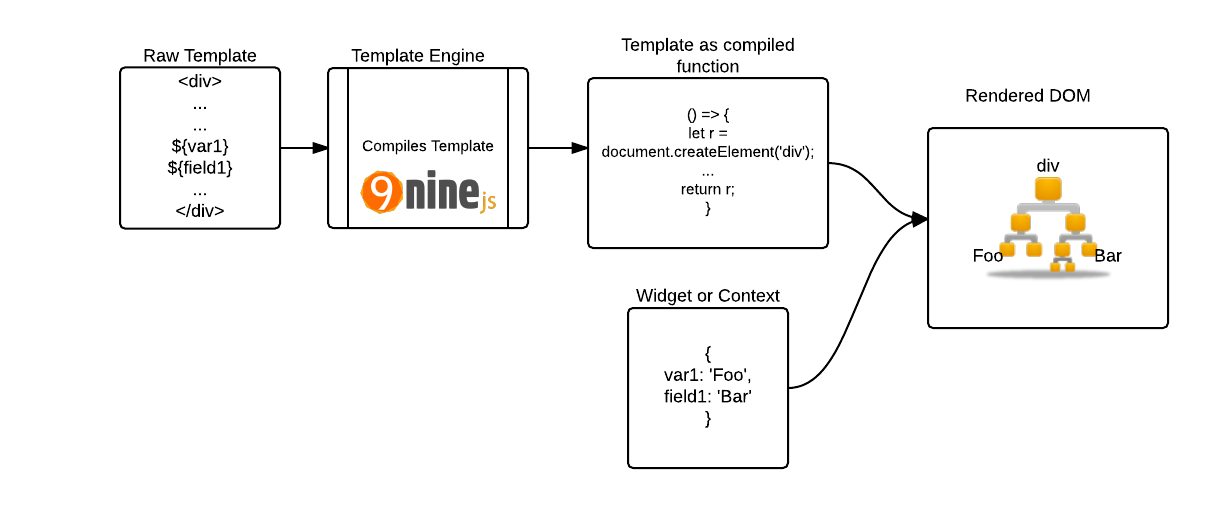 Raw Template
<div>
...
...
${var1}
${field1}
...
</div>
Template Engine
Compiles Template
9 nine js
Template as compiled
function
() => {
let r =
document.createElement('div');
...
return r;
}
Widget or Context
{
var1: 'Foo',
field1: 'Bar'
}
Rendered DOM
div
Foo
Bar